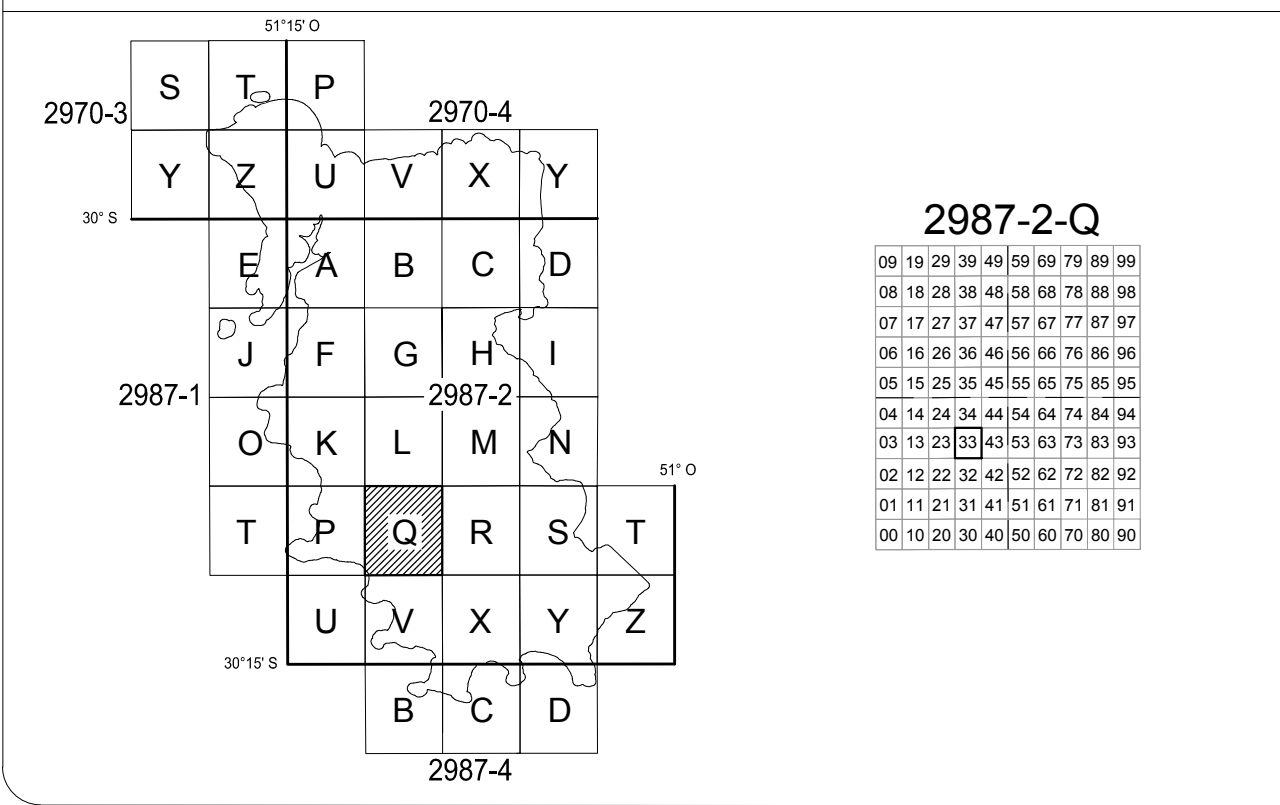 51°15' O
S T P
2970-3 2970-4
Y Z U V X Y
30° S
E A B C D
J F G H I
2987-1 2987-2
O K L M N
51° O
T P Q R S T
U V X Y Z
30°15' S
B C D
2987-4
2987-2-Q
09 19 29 39 49 59 69 79 89 99
08 18 28 38 48 58 68 78 88 98
07 17 27 37 47 57 67 77 87 97
06 16 26 36 46 56 66 76 86 96
05 15 25 35 45 55 65 75 85 95
04 14 24 34 44 54 64 74 84 94
03 13 23 33 43 53 63 73 83 93
02 12 22 32 42 52 62 72 82 92
01 11 21 31 41 51 61 71 81 91
00 10 20 30 40 50 60 70 80 90